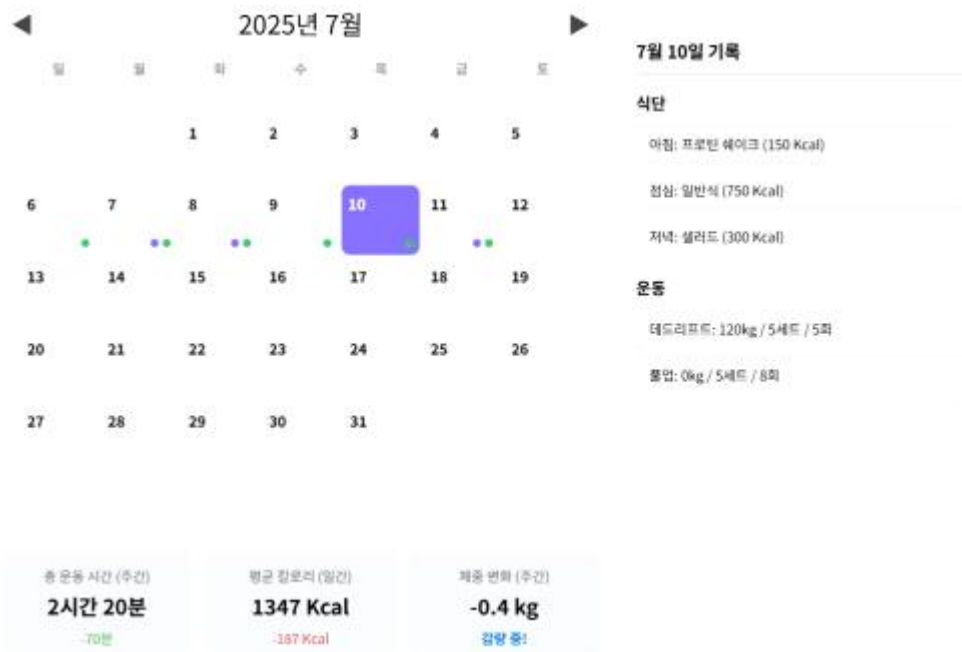 2025년 7월
일 월 화 수 목 금 토
1 2 3 4 5
6 7 8 9 10 11 12
13 14 15 16 17 18 19
20 21 22 23 24 25 26
27 28 29 30 31
총 운동 시간 (주간)
2시간 20분
-70분
평균 칼로리 (일간)
1347 Kcal
-167 Kcal
체중 변화 (주간)
-0.4 kg
감량 중!
7월 10일 기록
식단
아침: 프로틴 쉐이크 (150 Kcal)
점심: 일반식 (750 Kcal)
저녁: 샐러드 (300 Kcal)
운동
데드리프트: 120kg / 5세트 / 5회
풀업: 0kg / 5세트 / 8회